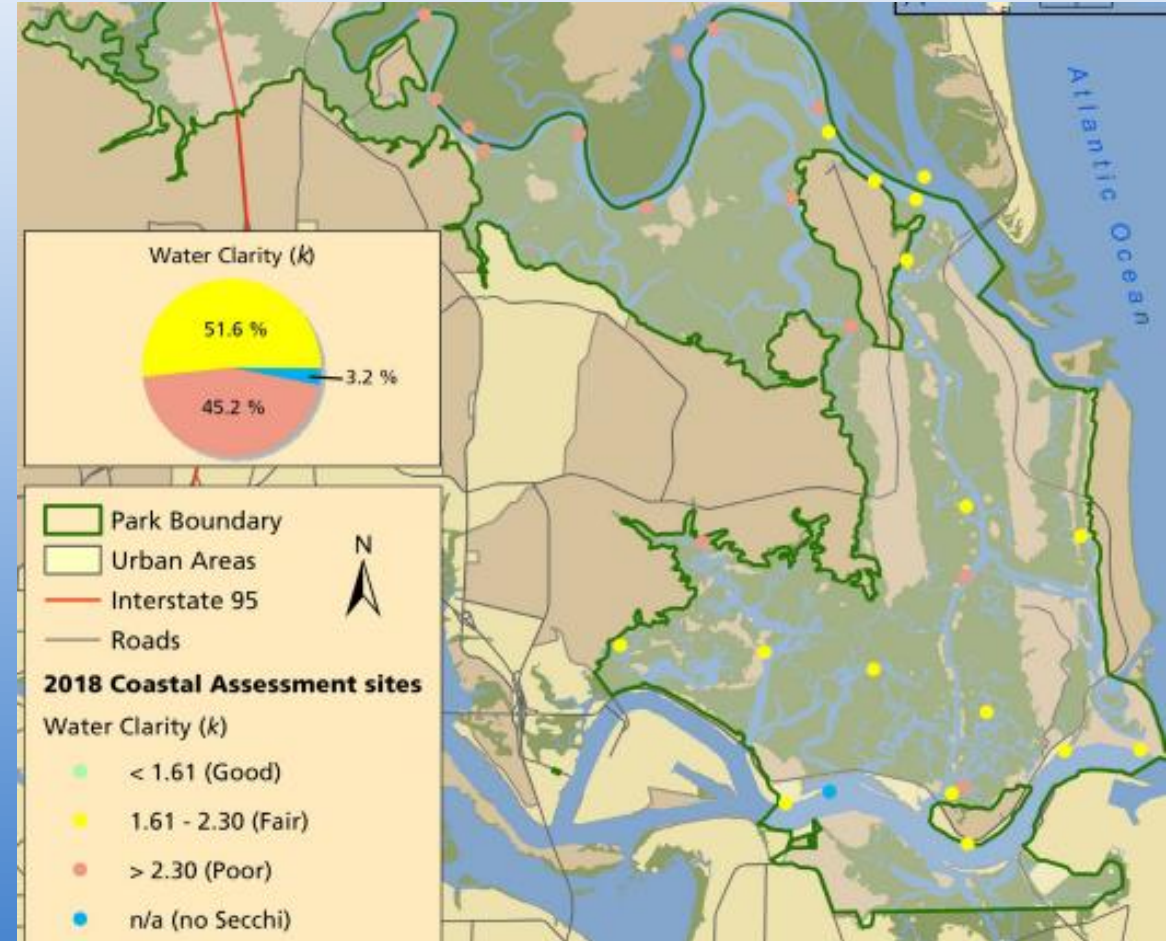 Atlantic Ocean
Water Clarity (k)
51.6 %
3.2 %
45.2 %
Park Boundary
Urban Areas
Interstate 95
Roads
N
2018 Coastal Assessment sites
Water Clarity (k)
< 1.61 (Good)
1.61 - 2.30 (Fair)
> 2.30 (Poor)
n/a (no Secchi)